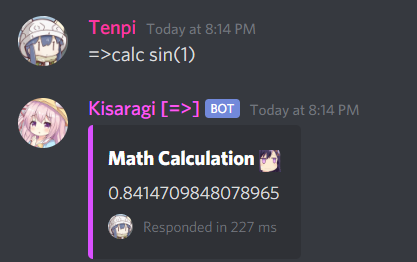 Tenpi Today at 8:14 PM
=>calc sin(1)
Kisaragi [=>] BOT Today at 8:14 PM
Math Calculation
0.8414709848078965
Responded in 227 ms